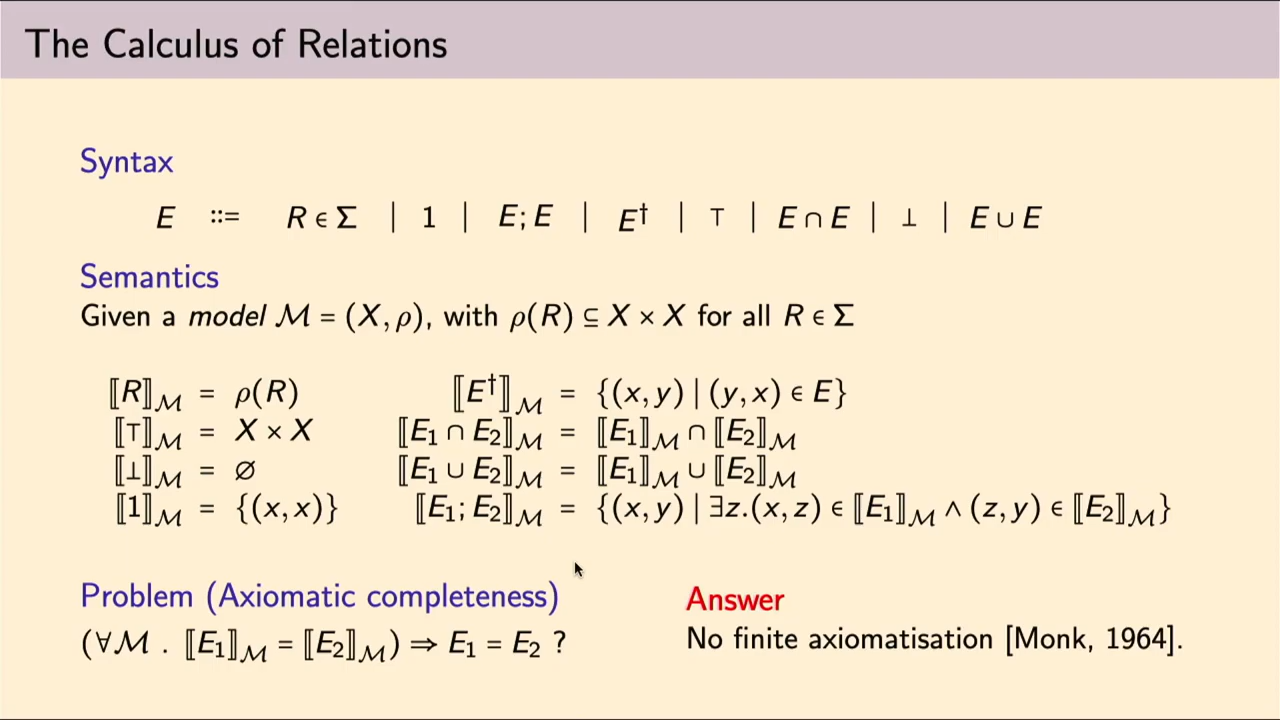 The Calculus of Relations
Syntax
E ::= R ∈ Σ | 1 | E; E | E† | ⊤ | E ∩ E | ⊥ | E ∪ E
Semantics
Given a model ℳ = (X, ρ), with ρ(R) ⊆ X × X for all R ∈ Σ
⟦R⟧ℳ = ρ(R) ⟦E†⟧ℳ = {(x, y) | (y, x) ∈ E}
⟦⊤⟧ℳ = X × X ⟦E₁ ∩ E₂⟧ℳ = ⟦E₁⟧ℳ ∩ ⟦E₂⟧ℳ
⟦⊥⟧ℳ = ∅ ⟦E₁ ∪ E₂⟧ℳ = ⟦E₁⟧ℳ ∪ ⟦E₂⟧ℳ
⟦1⟧ℳ = {(x, x)} ⟦E₁; E₂⟧ℳ = {(x, y) | ∃z.(x, z) ∈ ⟦E₁⟧ℳ ∧ (z, y) ∈ ⟦E₂⟧ℳ}
Problem (Axiomatic completeness)
(∀ℳ . ⟦E₁⟧ℳ = ⟦E₂⟧ℳ) ⇒ E₁ = E₂ ?
Answer
No finite axiomatisation [Monk, 1964].